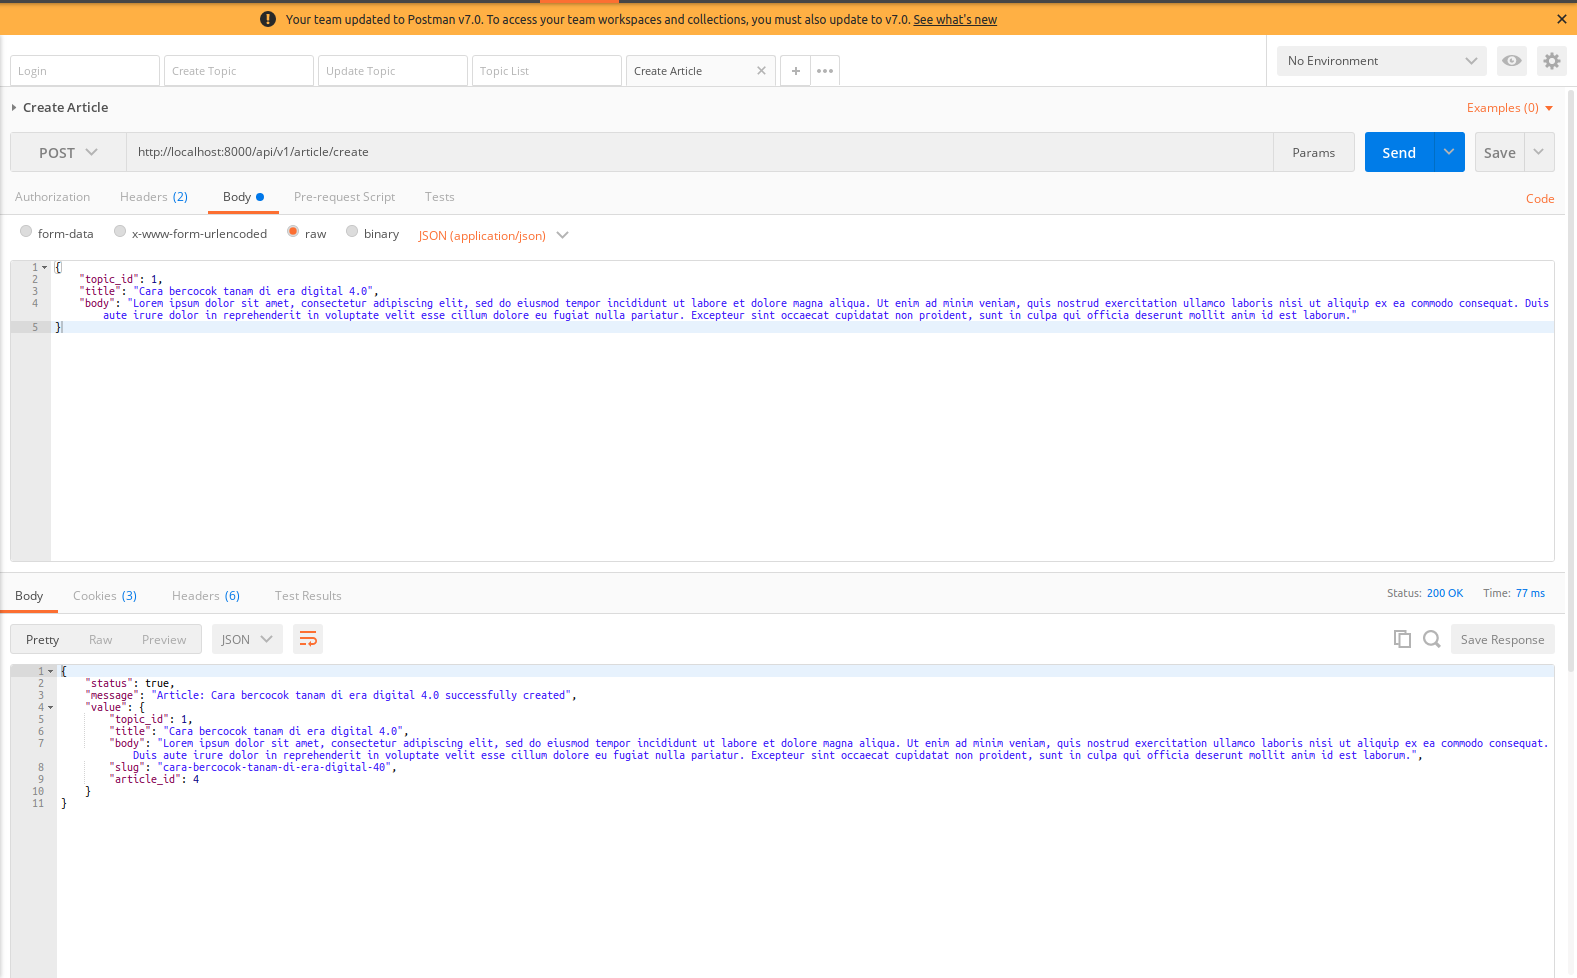 Your team updated to Postman v7.0. To access your team workspaces and collections, you must also update to v7.0. See what's new
Login
Create Topic
Update Topic
Topic List
Create Article
No Environment
Create Article
Examples (0)
POST
http://localhost:8000/api/v1/article/create
Params
Send
Save
Authorization
Headers (2)
Body
Pre-request Script
Tests
Code
form-data
x-www-form-urlencoded
raw
binary
JSON (application/json)
1 {
2 "topic_id": 1,
3 "title": "Cara bercocok tanam di era digital 4.0",
4 "body": "Lorem ipsum dolor sit amet, consectetur adipiscing elit, sed do eiusmod tempor incididunt ut labore et dolore magna aliqua. Ut enim ad minim veniam, quis nostrud exercitation ullamco laboris nisi ut aliquip ex ea commodo consequat. Duis
aute irure dolor in reprehenderit in voluptate velit esse cillum dolore eu fugiat nulla pariatur. Excepteur sint occaecat cupidatat non proident, sunt in culpa qui officia deserunt mollit anim id est laborum."
5 }
Body
Cookies (3)
Headers (6)
Test Results
Status: 200 OK
Time: 77 ms
Pretty
Raw
Preview
JSON
Save Response
1 {
2 "status": true,
3 "message": "Article: Cara bercocok tanam di era digital 4.0 successfully created",
4 "value": {
5 "topic_id": 1,
6 "title": "Cara bercocok tanam di era digital 4.0",
7 "body": "Lorem ipsum dolor sit amet, consectetur adipiscing elit, sed do eiusmod tempor incididunt ut labore et dolore magna aliqua. Ut enim ad minim veniam, quis nostrud exercitation ullamco laboris nisi ut aliquip ex ea commodo consequat.
Duis aute irure dolor in reprehenderit in voluptate velit esse cillum dolore eu fugiat nulla pariatur. Excepteur sint occaecat cupidatat non proident, sunt in culpa qui officia deserunt mollit anim id est laborum.",
8 "slug": "cara-bercocok-tanam-di-era-digital-40",
9 "article_id": 4
10 }
11 }